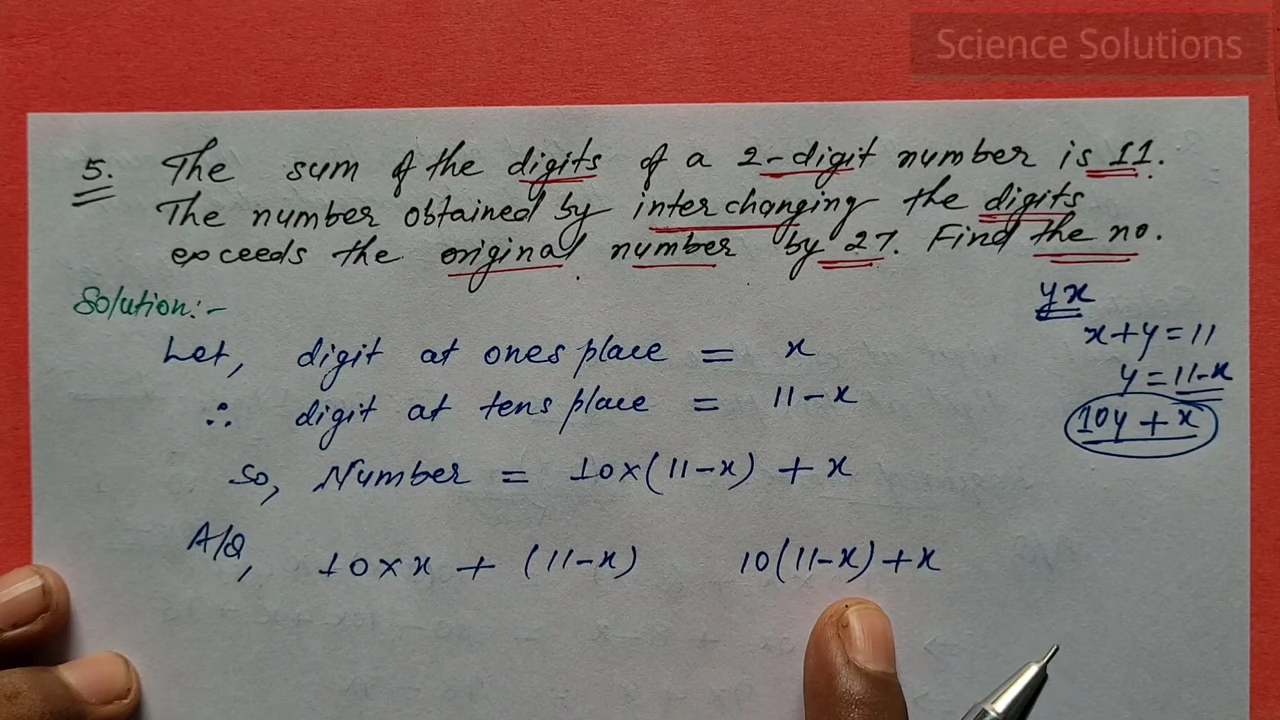 Science Solutions
5. The sum of the digits of a 2-digit number is 11.
The number obtained by interchanging the digits
exceeds the original number by 27. Find the no.
Solution:-
yx
Let, digit at ones place = x
x+y=11
y=11-x
∴ digit at tens place = 11-x
10y+x
So, Number = 10×(11-x) + x
A/Q, 10×x + (11-x) 10(11-x)+x